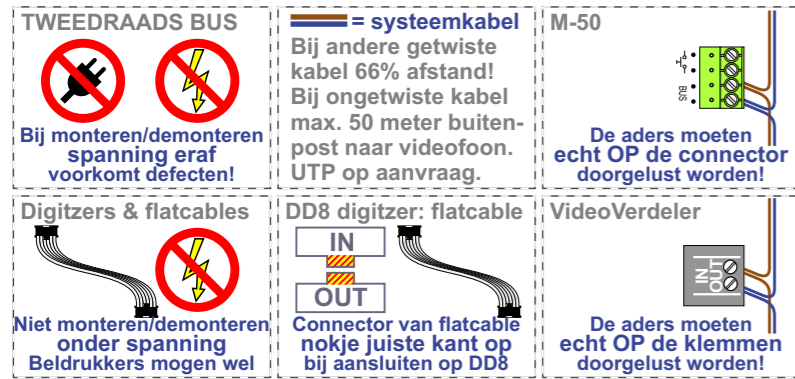 TWEEDRAADS BUS
Bij monteren/demonteren
spanning eraf
voorkomt defecten!
= systeemkabel
Bij andere getwiste
kabel 66% afstand!
Bij ongetwiste kabel
max. 50 meter buiten-
post naar videofoon.
UTP op aanvraag.
M-50
BUS
De aders moeten
echt OP de connector
doorgelust worden!
Digitzers & flatcables
Niet monteren/demonteren
onder spanning
Beldrukkers mogen wel
DD8 digitzer: flatcable
IN
OUT
Connector van flatcable
nokje juiste kant op
bij aansluiten op DD8
VideoVerdeler
IN
OUT
De aders moeten
echt OP de klemmen
doorgelust worden!